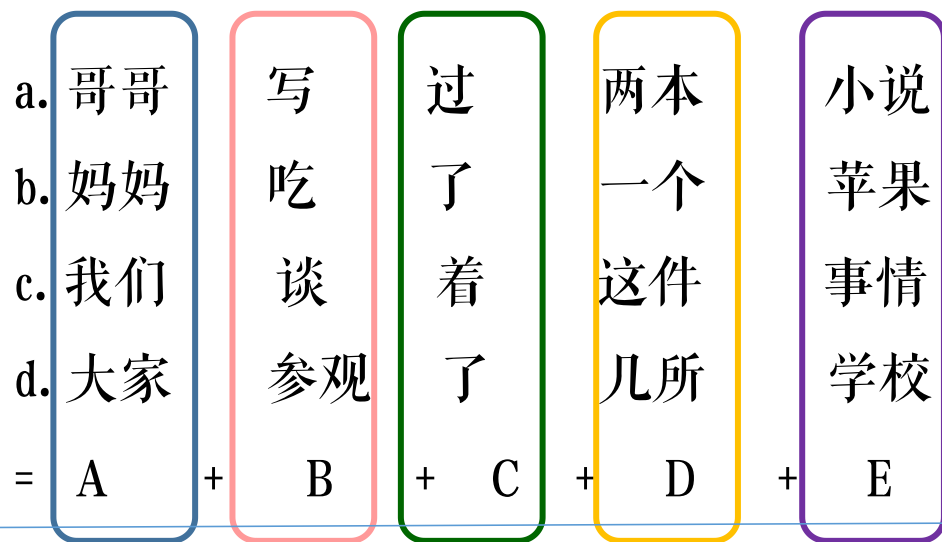 a. 哥哥 写 过 两本 小说
b. 妈妈 吃 了 一个 苹果
c. 我们 谈 着 这件 事情
d. 大家 参观 了 几所 学校
= A + B + C + D + E